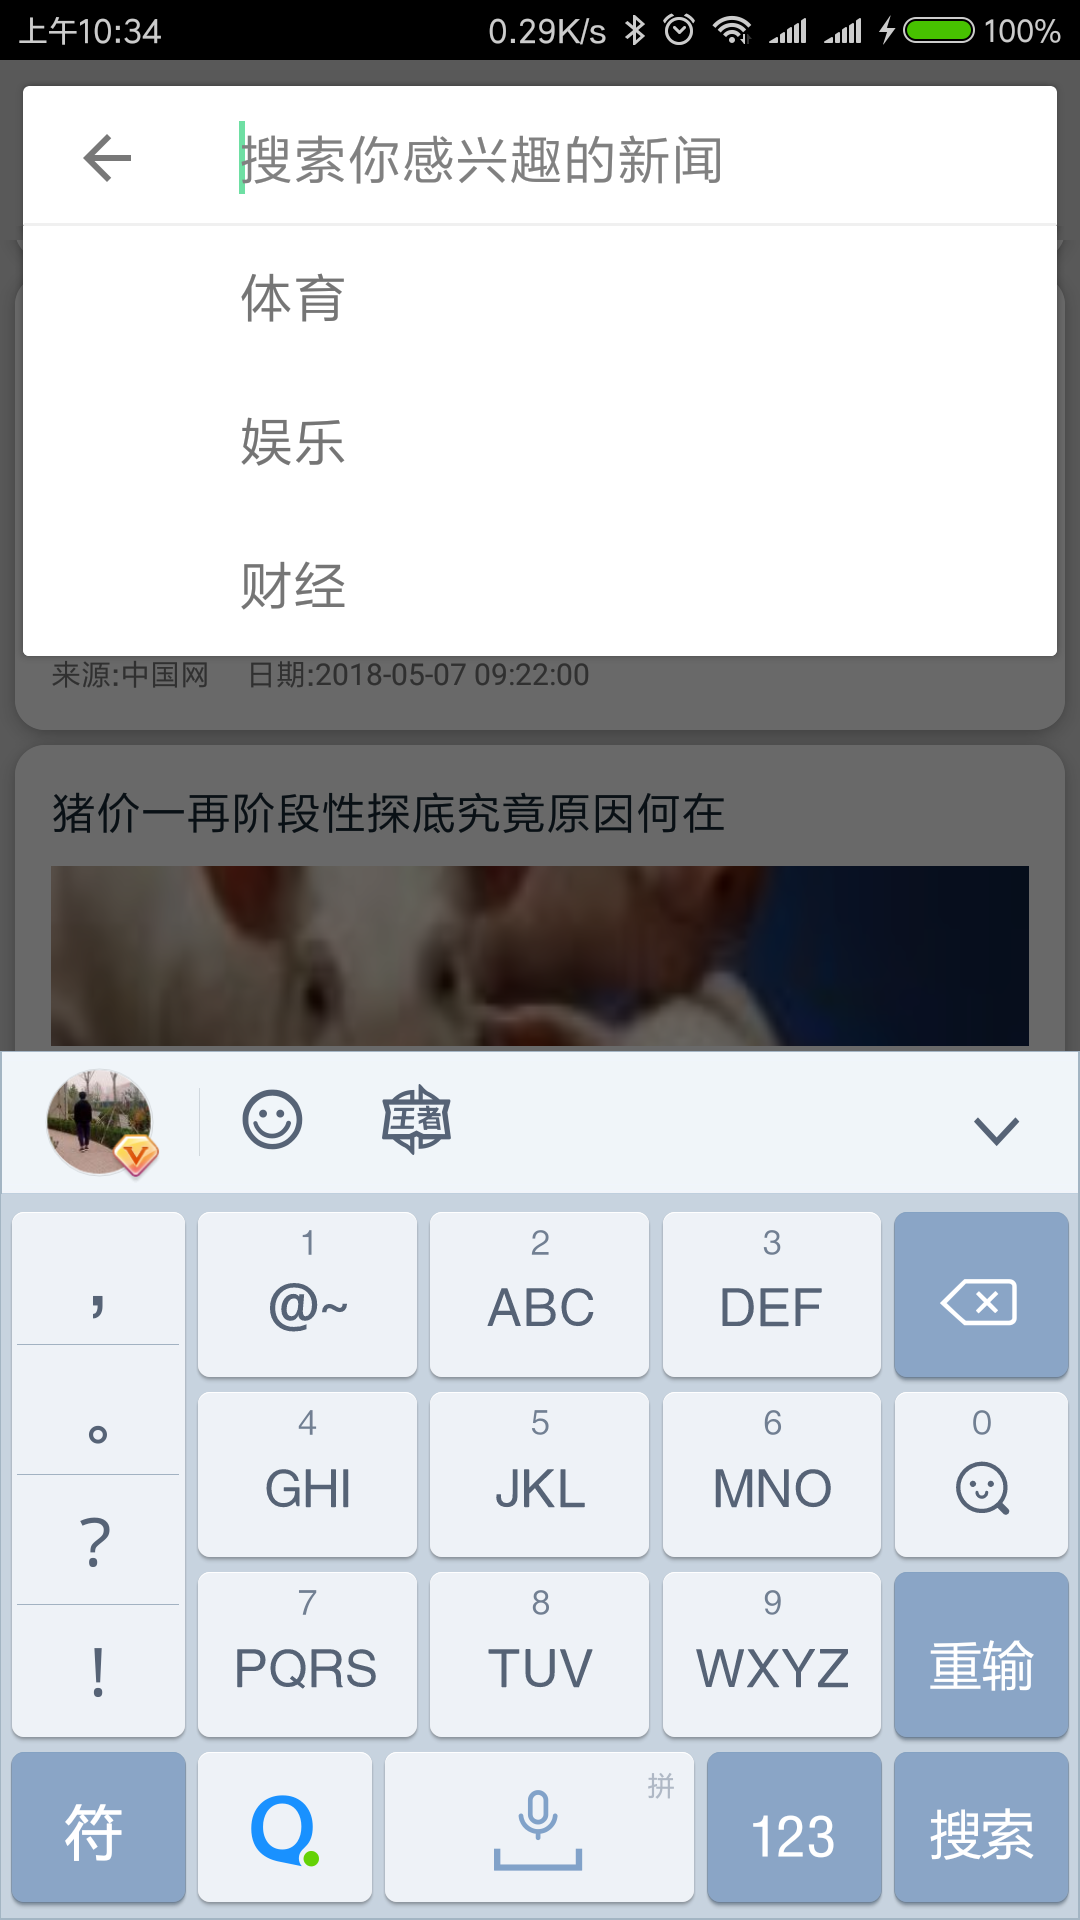 上午10:34 0.29K/s 100%
搜索你感兴趣的新闻
体育
娱乐
财经
来源:中国网 日期:2018-05-07 09:22:00
猪价一再阶段性探底究竟原因何在
王者
， 1 @~ 2 ABC 3 DEF
。 4 GHI 5 JKL 6 MNO 0
? 7 PQRS 8 TUV 9 WXYZ 重输
!
符 Q 拼 123 搜索